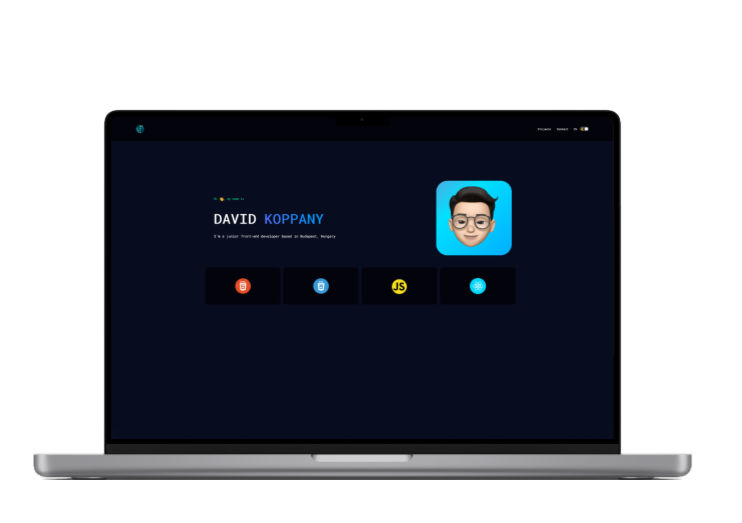 Projects Contact EN
Hi 👋, my name is
DAVID KOPPANY
I'm a junior front-end developer based in Budapest, Hungary
JS